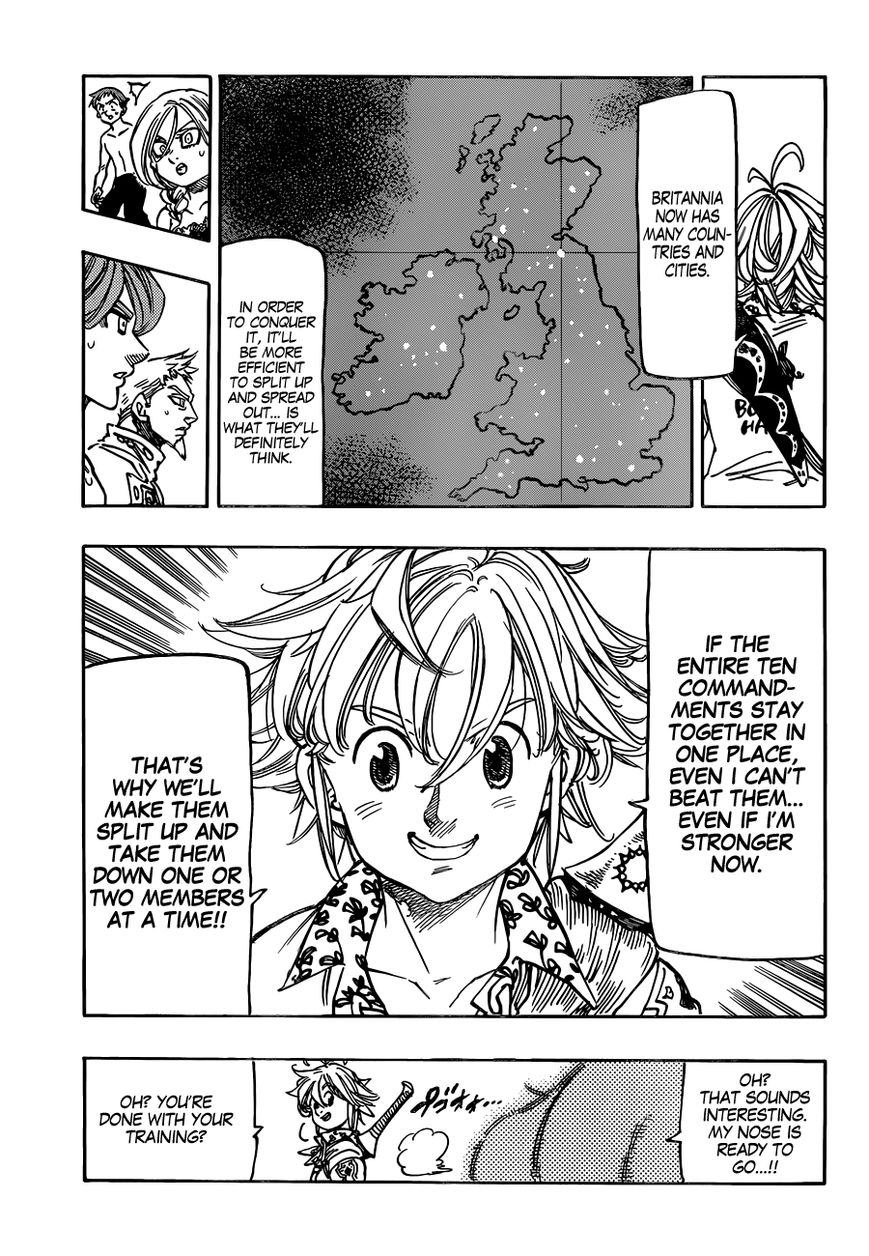 BRITANNIA
NOW HAS
MANY COUN-
TRIES AND
CITIES.
IN ORDER
TO CONQUER
IT, IT'LL
BE MORE
EFFICIENT
TO SPLIT UP
AND SPREAD
OUT... IS
WHAT THEY'LL
DEFINITELY
THINK.
IF THE
ENTIRE TEN
COMMAND-
MENTS STAY
TOGETHER IN
ONE PLACE,
EVEN I CAN'T
BEAT THEM...
EVEN IF I'M
STRONGER
NOW.
THAT'S
WHY WE'LL
MAKE THEM
SPLIT UP AND
TAKE THEM
DOWN ONE OR
TWO MEMBERS
AT A TIME!!
OH?
THAT SOUNDS
INTERESTING.
MY NOSE IS
READY TO
GO...!!
OH? YOU'RE
DONE WITH YOUR
TRAINING?